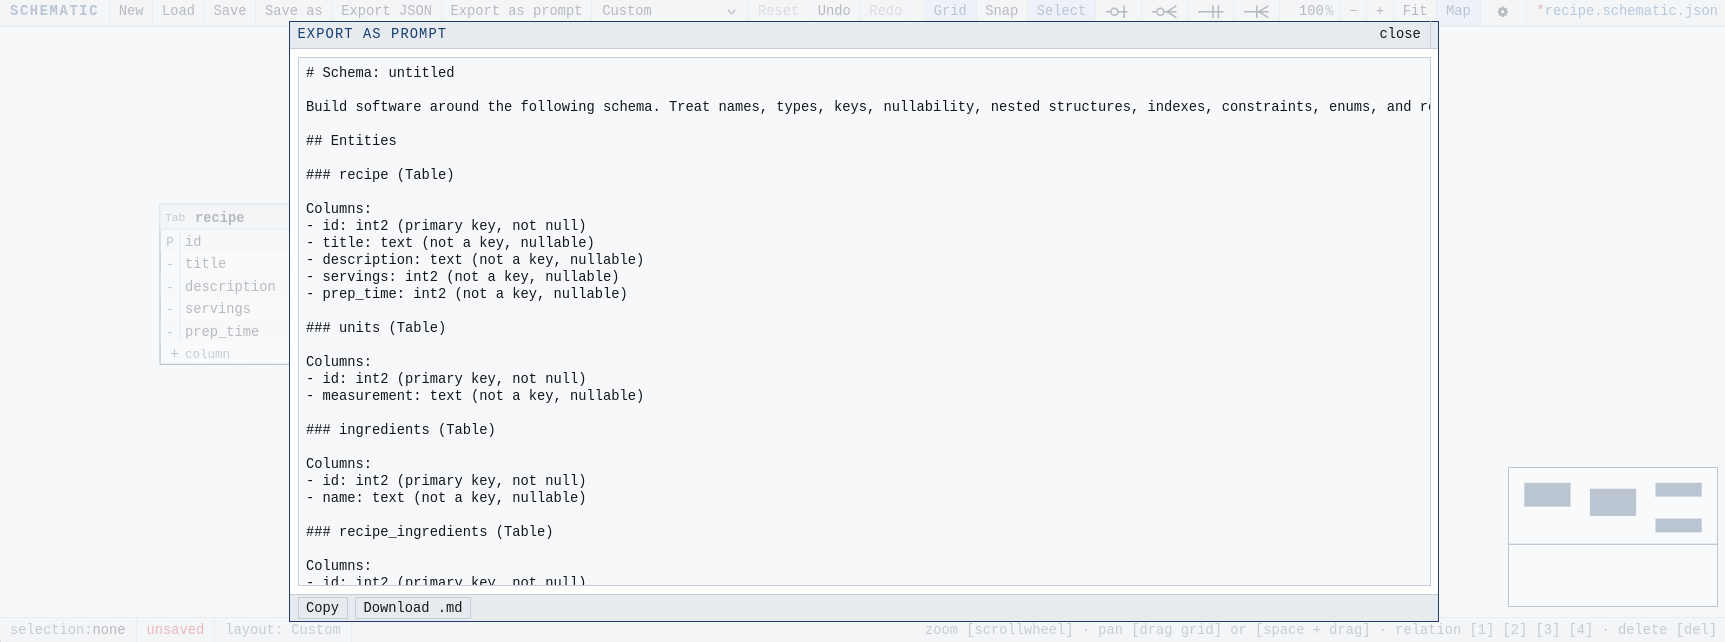 SCHEMATIC New Load Save Save as Export JSON Export as prompt Custom Reset Undo Redo Grid Snap Select 100% − + Fit Map *recipe.schematic.json
EXPORT AS PROMPT close
# Schema: untitled
Build software around the following schema. Treat names, types, keys, nullability, nested structures, indexes, constraints, enums, and
## Entities
### recipe (Table)
Columns:
- id: int2 (primary key, not null)
- title: text (not a key, nullable)
- description: text (not a key, nullable)
- servings: int2 (not a key, nullable)
- prep_time: int2 (not a key, nullable)
### units (Table)
Columns:
- id: int2 (primary key, not null)
- measurement: text (not a key, nullable)
### ingredients (Table)
Columns:
- id: int2 (primary key, not null)
- name: text (not a key, nullable)
### recipe_ingredients (Table)
Columns:
- id: int2 (primary key, not null)
Copy Download .md
Tab recipe
P id
- title
- description
- servings
- prep_time
+ column
selection:none unsaved layout: Custom zoom [scrollwheel] · pan [drag grid] or [space + drag] · relation [1] [2] [3] [4] · delete [del]